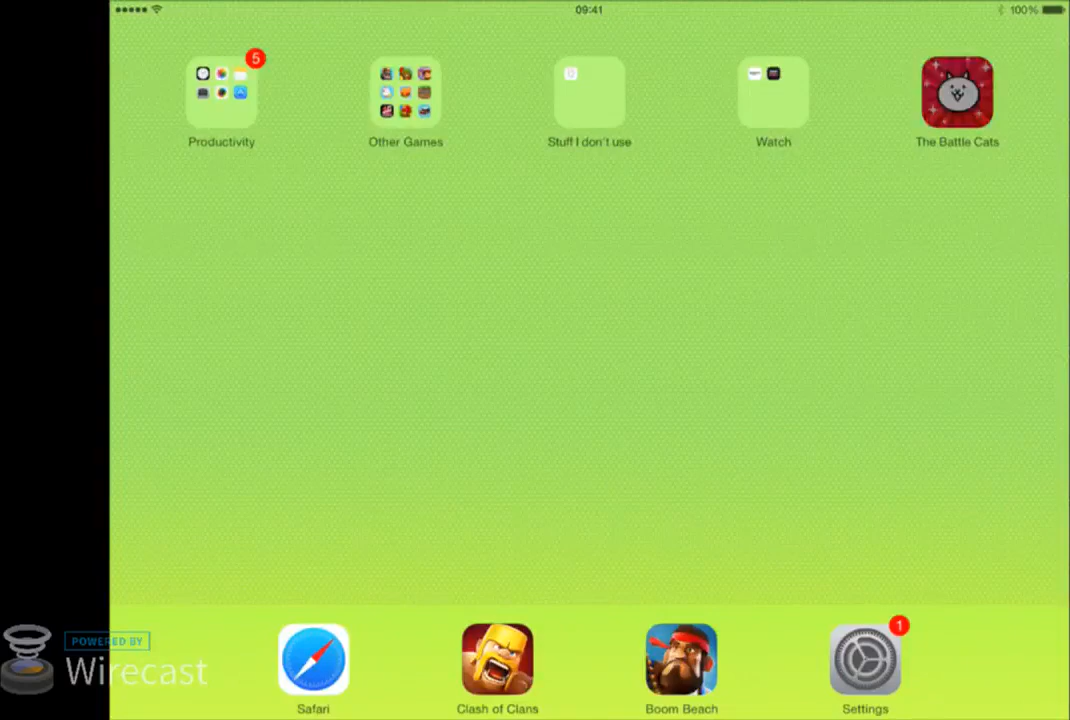 09:41
100%
5
Productivity
Other Games
Stuff I don't use
Watch
The Battle Cats
POWERED BY
Wirecast
1
Safari
Clash of Clans
Boom Beach
Settings